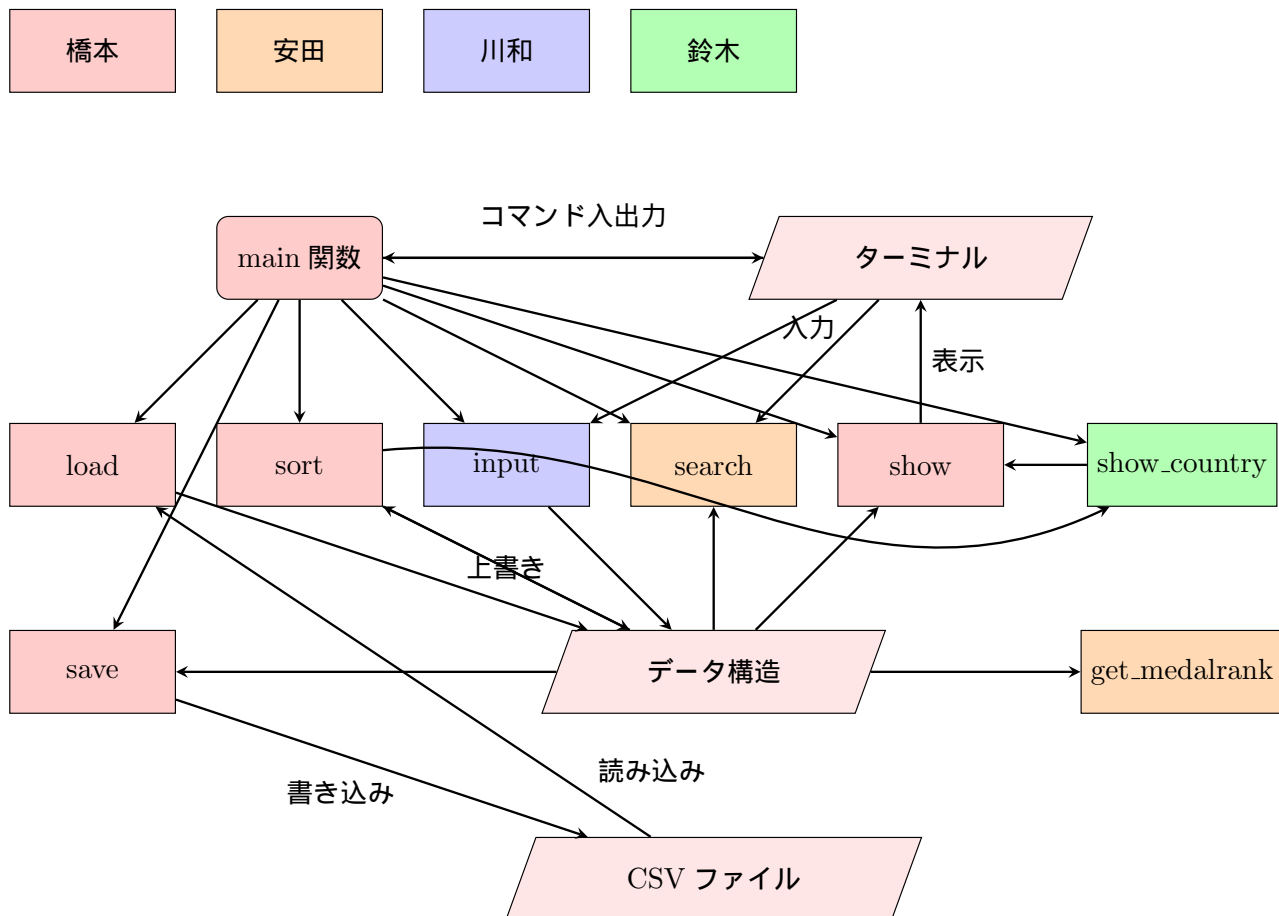 橋本
安田
川和
鈴木
コマンド入出力
main 関数
ターミナル
入力
表示
load
sort
input
search
show
show_country
上書き
save
データ構造
get_medalrank
読み込み
書き込み
CSV ファイル